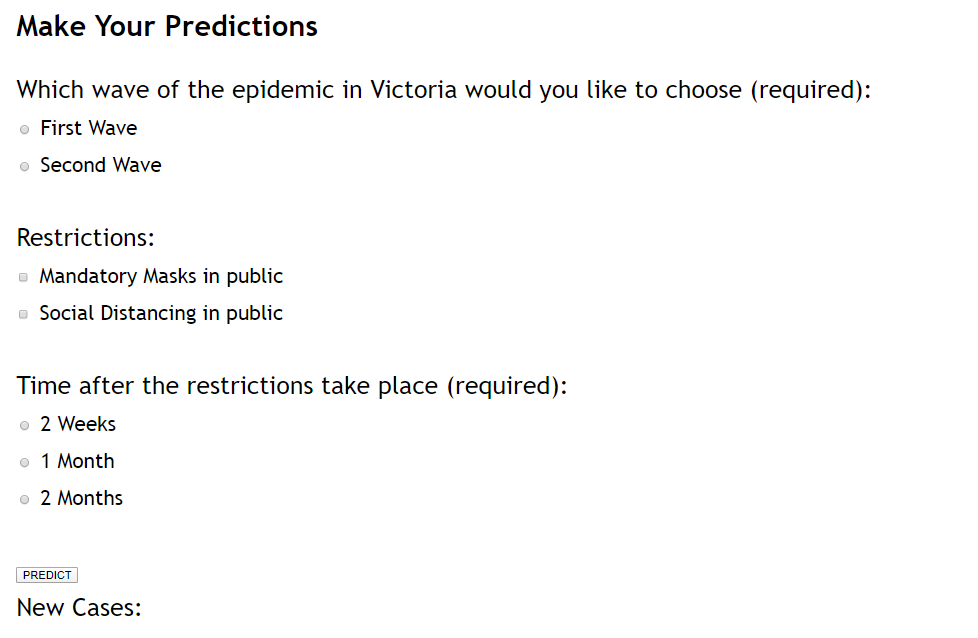 Make Your Predictions
Which wave of the epidemic in Victoria would you like to choose (required):
First Wave
Second Wave
Restrictions:
Mandatory Masks in public
Social Distancing in public
Time after the restrictions take place (required):
2 Weeks
1 Month
2 Months
PREDICT
New Cases: